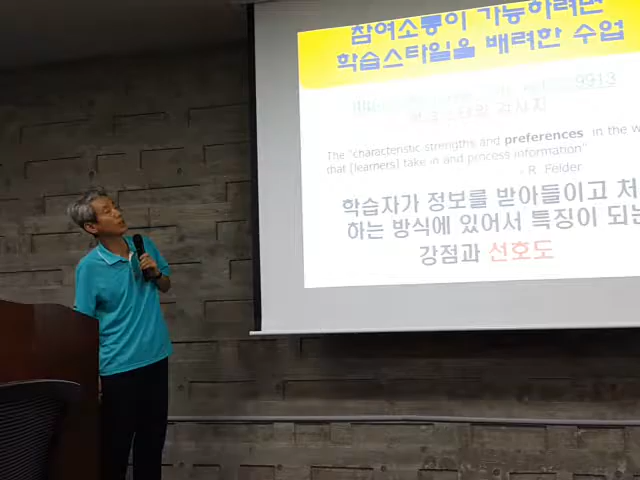 참여소통이 가능하려면
학습스타일을 배려한 수업
9913
The "characteristic strengths and preferences in the w
that [learners] take in and process information"
- R. Felder
학습자가 정보를 받아들이고 처
하는 방식에 있어서 특징이 되는
강점과 선호도